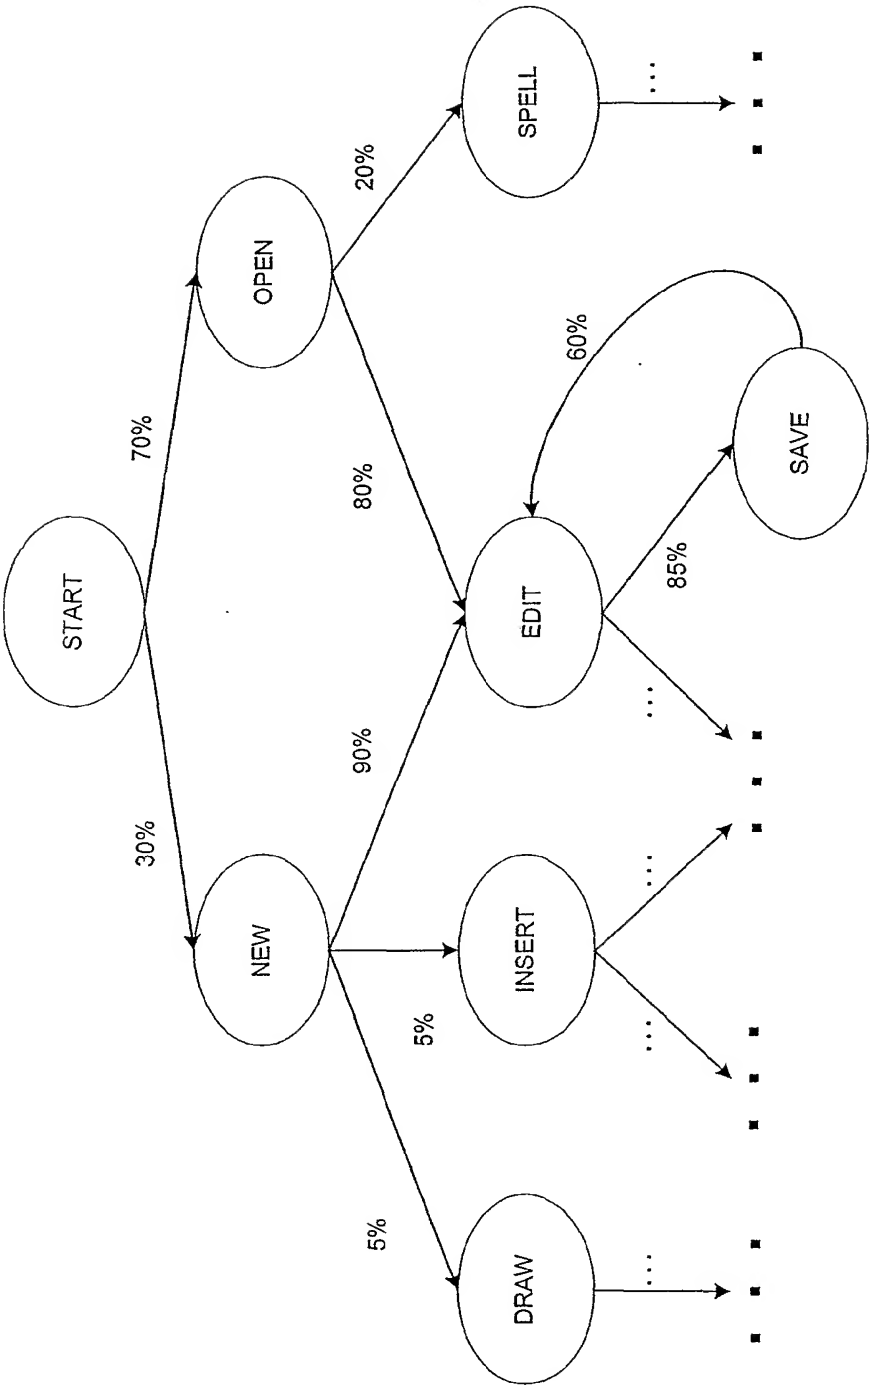 START
30%
70%
NEW
OPEN
5%
5%
90%
80%
20%
DRAW
INSERT
EDIT
SPELL
60%
...
...
...
...
85%
...
SAVE